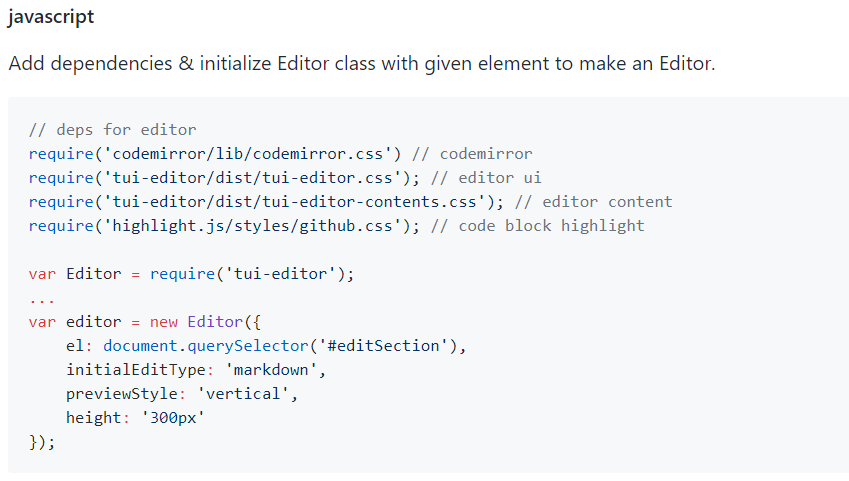 javascript
Add dependencies & initialize Editor class with given element to make an Editor.
// deps for editor
require('codemirror/lib/codemirror.css') // codemirror
require('tui-editor/dist/tui-editor.css'); // editor ui
require('tui-editor/dist/tui-editor-contents.css'); // editor content
require('highlight.js/styles/github.css'); // code block highlight

var Editor = require('tui-editor');
...
var editor = new Editor({
    el: document.querySelector('#editSection'),
    initialEditType: 'markdown',
    previewStyle: 'vertical',
    height: '300px'
});